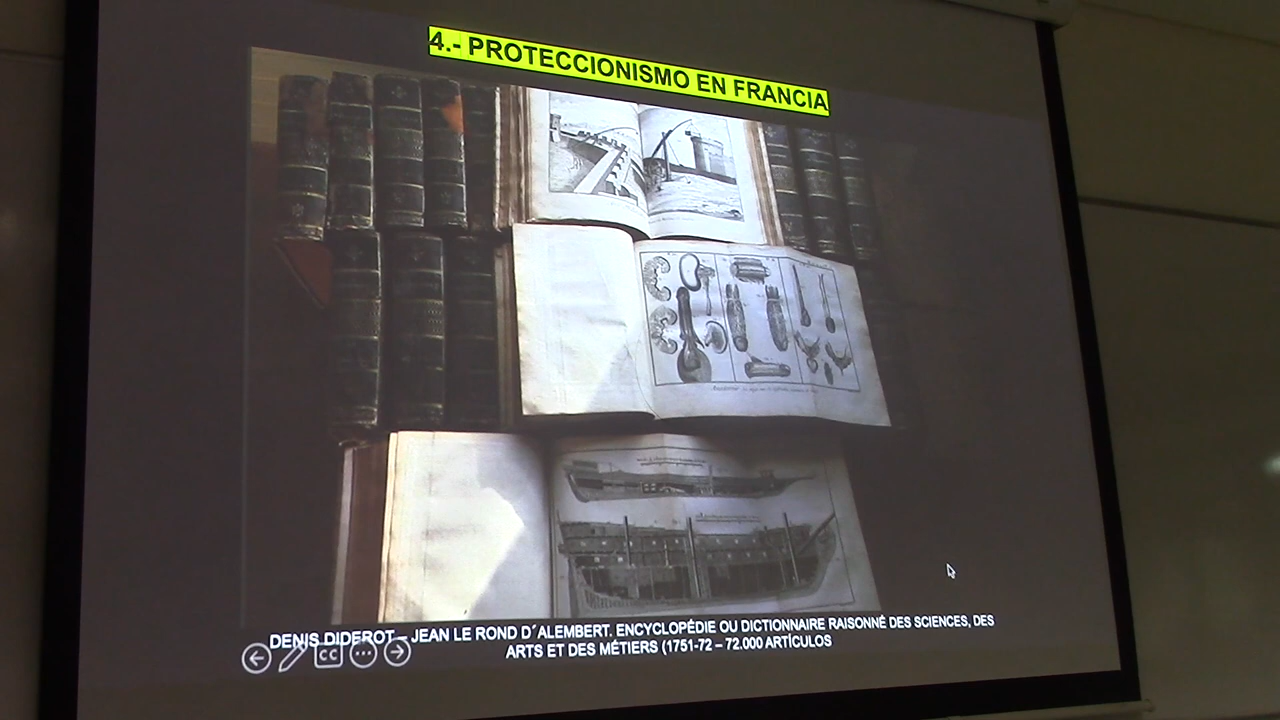 4.- PROTECCIONISMO EN FRANCIA
DENIS DIDEROT – JEAN LE ROND D´ALEMBERT. ENCYCLOPÉDIE OU DICTIONNAIRE RAISONNÉ DES SCIENCES, DES
ARTS ET DES MÉTIERS (1751-72 – 72.000 ARTÍCULOS
CC